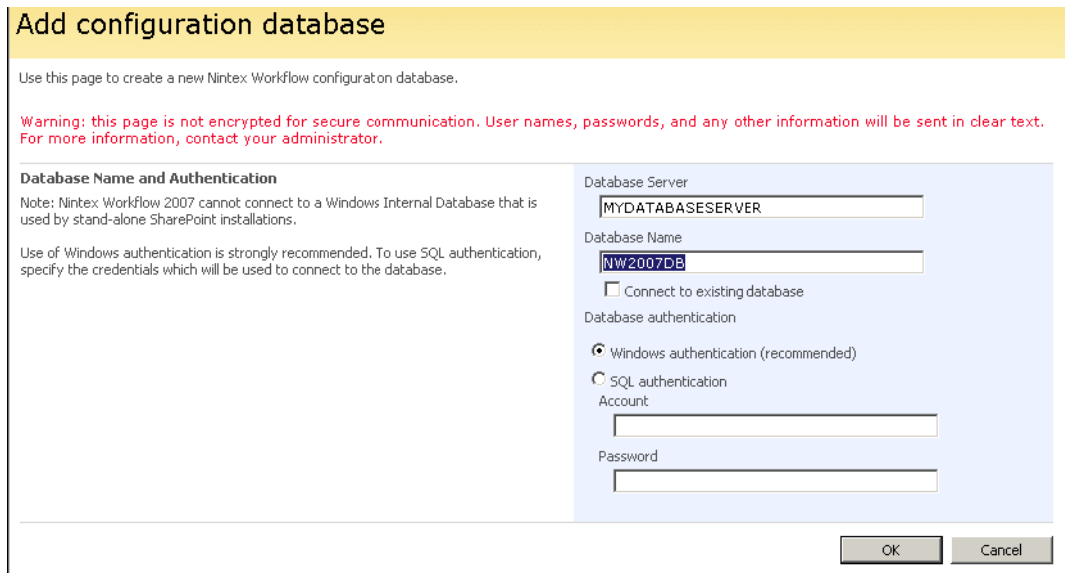 Add configuration database
Use this page to create a new Nintex Workflow configuraton database.
Warning: this page is not encrypted for secure communication. User names, passwords, and any other information will be sent in clear text.
For more information, contact your administrator.
Database Name and Authentication
Note: Nintex Workflow 2007 cannot connect to a Windows Internal Database that is
used by stand-alone SharePoint installations.
Use of Windows authentication is strongly recommended. To use SQL authentication,
specify the credentials which will be used to connect to the database.
Database Server
MYDATABASESERVER
Database Name
NW2007DB
Connect to existing database
Database authentication
Windows authentication (recommended)
SQL authentication
Account
Password
OK
Cancel